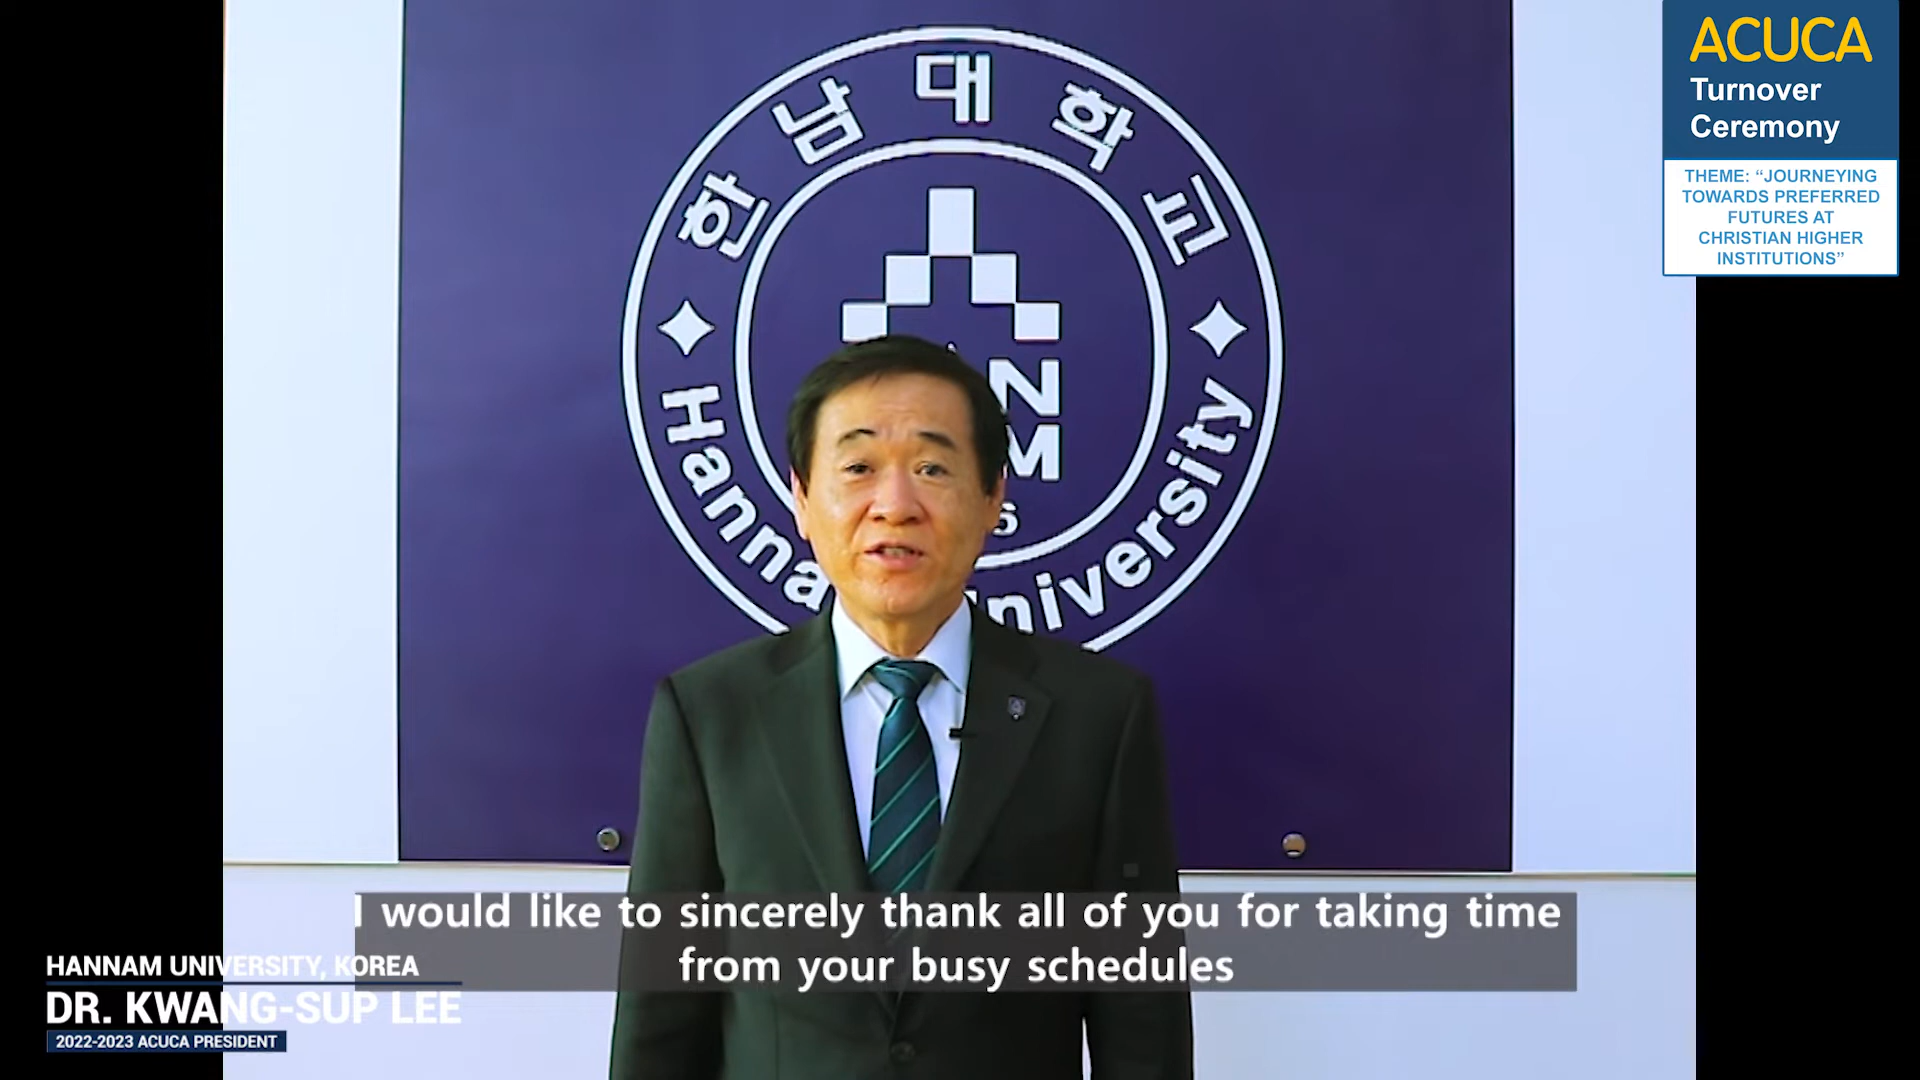 ACUCA
Turnover
Ceremony
THEME: “JOURNEYING
TOWARDS PREFERRED
FUTURES AT
CHRISTIAN HIGHER
INSTITUTIONS”
한남대학교
Hanna University
N
M
6
I would like to sincerely thank all of you for taking time
from your busy schedules
HANNAM UNIVERSITY, KOREA
DR. KWANG-SUP LEE
2022-2023 ACUCA PRESIDENT